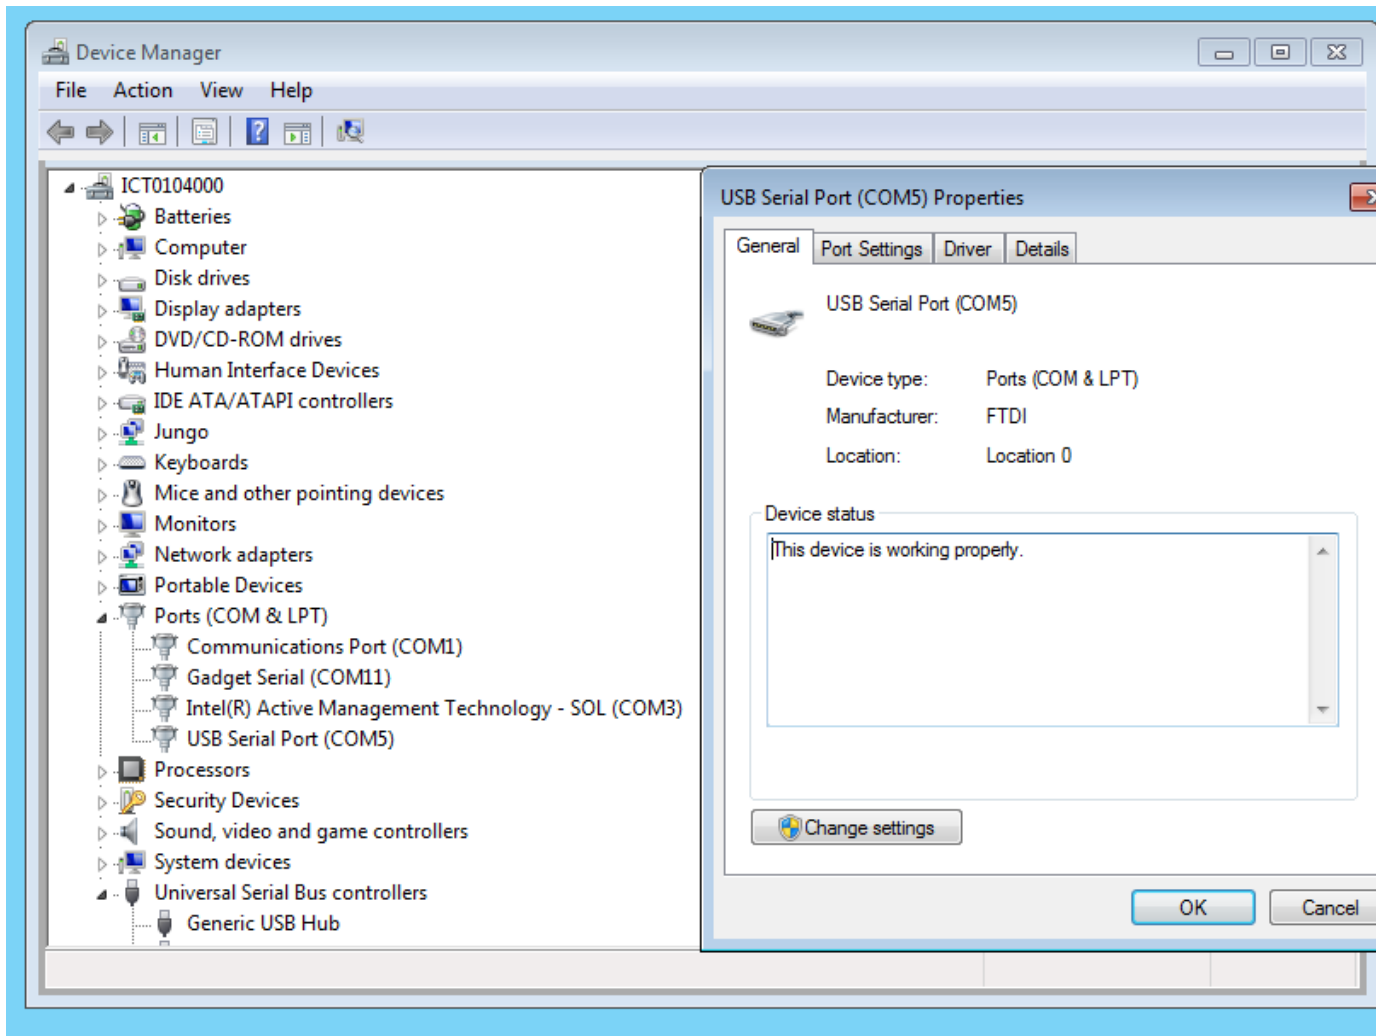 Device Manager
File Action View Help
ICT0104000
Batteries
Computer
Disk drives
Display adapters
DVD/CD-ROM drives
Human Interface Devices
IDE ATA/ATAPI controllers
Jungo
Keyboards
Mice and other pointing devices
Monitors
Network adapters
Portable Devices
Ports (COM & LPT)
Communications Port (COM1)
Gadget Serial (COM11)
Intel(R) Active Management Technology - SOL (COM3)
USB Serial Port (COM5)
Processors
Security Devices
Sound, video and game controllers
System devices
Universal Serial Bus controllers
Generic USB Hub
USB Serial Port (COM5) Properties
General Port Settings Driver Details
USB Serial Port (COM5)
Device type: Ports (COM & LPT)
Manufacturer: FTDI
Location: Location 0
Device status
This device is working properly.
Change settings
OK Cancel